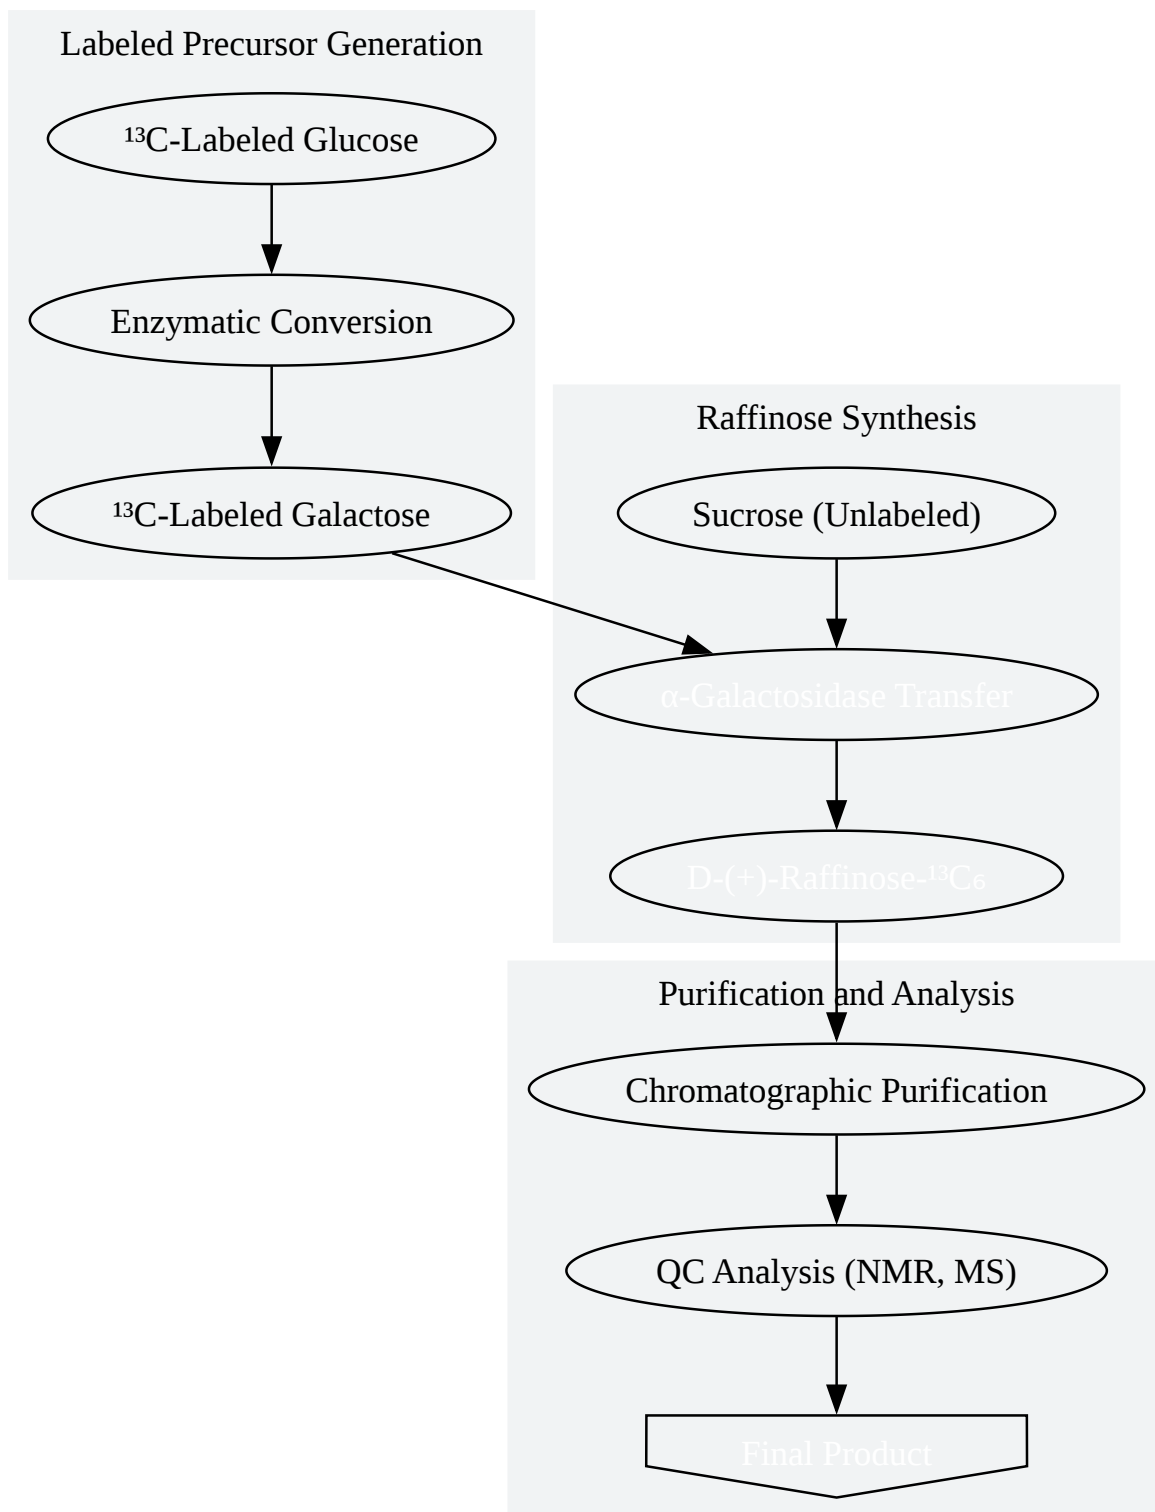 Labeled Precursor Generation
¹³C-Labeled Glucose
Enzymatic Conversion
¹³C-Labeled Galactose
Raffinose Synthesis
Sucrose (Unlabeled)
α-Galactosidase Transfer
D-(+)-Raffinose-¹³C₆
Purification and Analysis
Chromatographic Purification
QC Analysis (NMR, MS)
Final Product